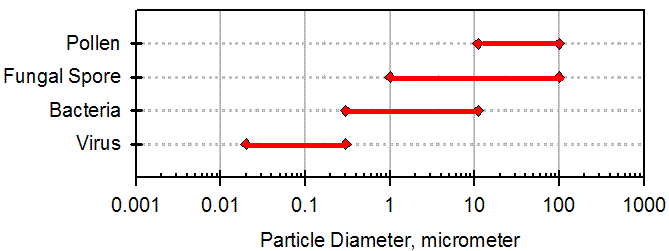 Pollen
Fungal Spore
Bacteria
Virus
0.001 0.01 0.1 1 10 100 1000
Particle Diameter, micrometer